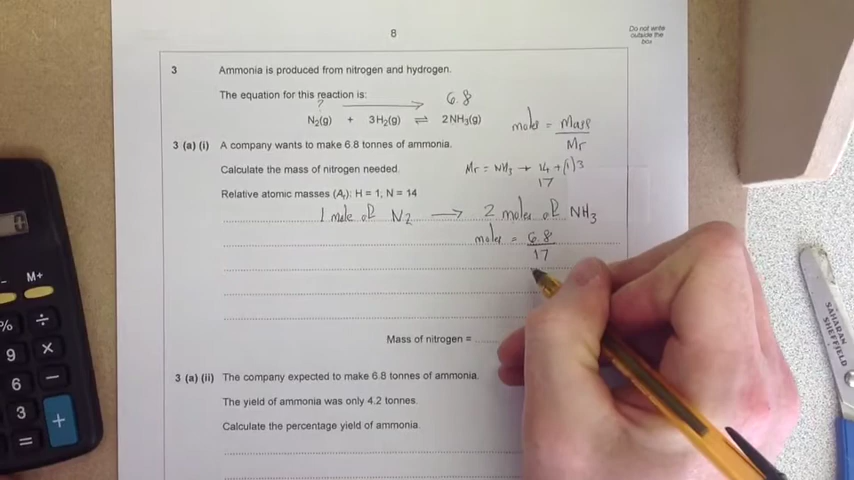 8
Do not write
outside the
box
3 Ammonia is produced from nitrogen and hydrogen.
The equation for this reaction is:
? → 6.8
N₂(g) + 3H₂(g) ⇌ 2NH₃(g)
moles = Mass
Mr
3 (a) (i) A company wants to make 6.8 tonnes of ammonia.
Calculate the mass of nitrogen needed.
Mr = NH₃ → 14 + (1)3
17
Relative atomic masses (Aᵣ): H = 1; N = 14
1 mole of N₂ → 2 moles of NH₃
moles = 6.8
17
Mass of nitrogen =
3 (a) (ii) The company expected to make 6.8 tonnes of ammonia.
The yield of ammonia was only 4.2 tonnes.
Calculate the percentage yield of ammonia.
M+
% ÷
9 ×
6 −
3 +
=
SAHARAN
SHEFFIELD